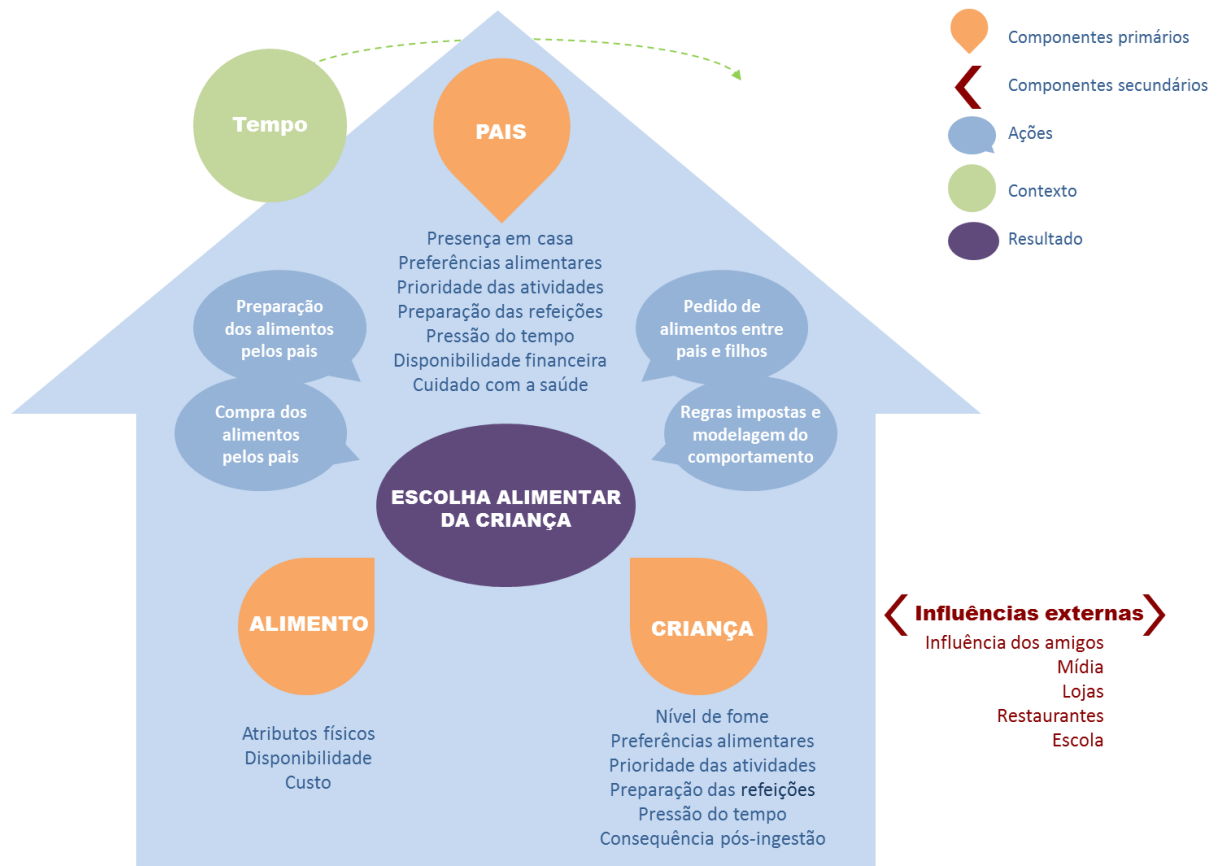 Tempo
PAIS
Componentes primários
Componentes secundários
Ações
Contexto
Resultado
Presença em casa
Preferências alimentares
Prioridade das atividades
Preparação das refeições
Pressão do tempo
Disponibilidade financeira
Cuidado com a saúde
Preparação
dos alimentos
pelos pais
Pedido de
alimentos entre
pais e filhos
Compra dos
alimentos
pelos pais
Regras impostas e
modelagem do
comportamento
ESCOLHA ALIMENTAR
DA CRIANÇA
ALIMENTO
Atributos físicos
Disponibilidade
Custo
CRIANÇA
Nível de fome
Preferências alimentares
Prioridade das atividades
Preparação das refeições
Pressão do tempo
Consequência pós-ingestão
Influências externas
Influência dos amigos
Mídia
Lojas
Restaurantes
Escola